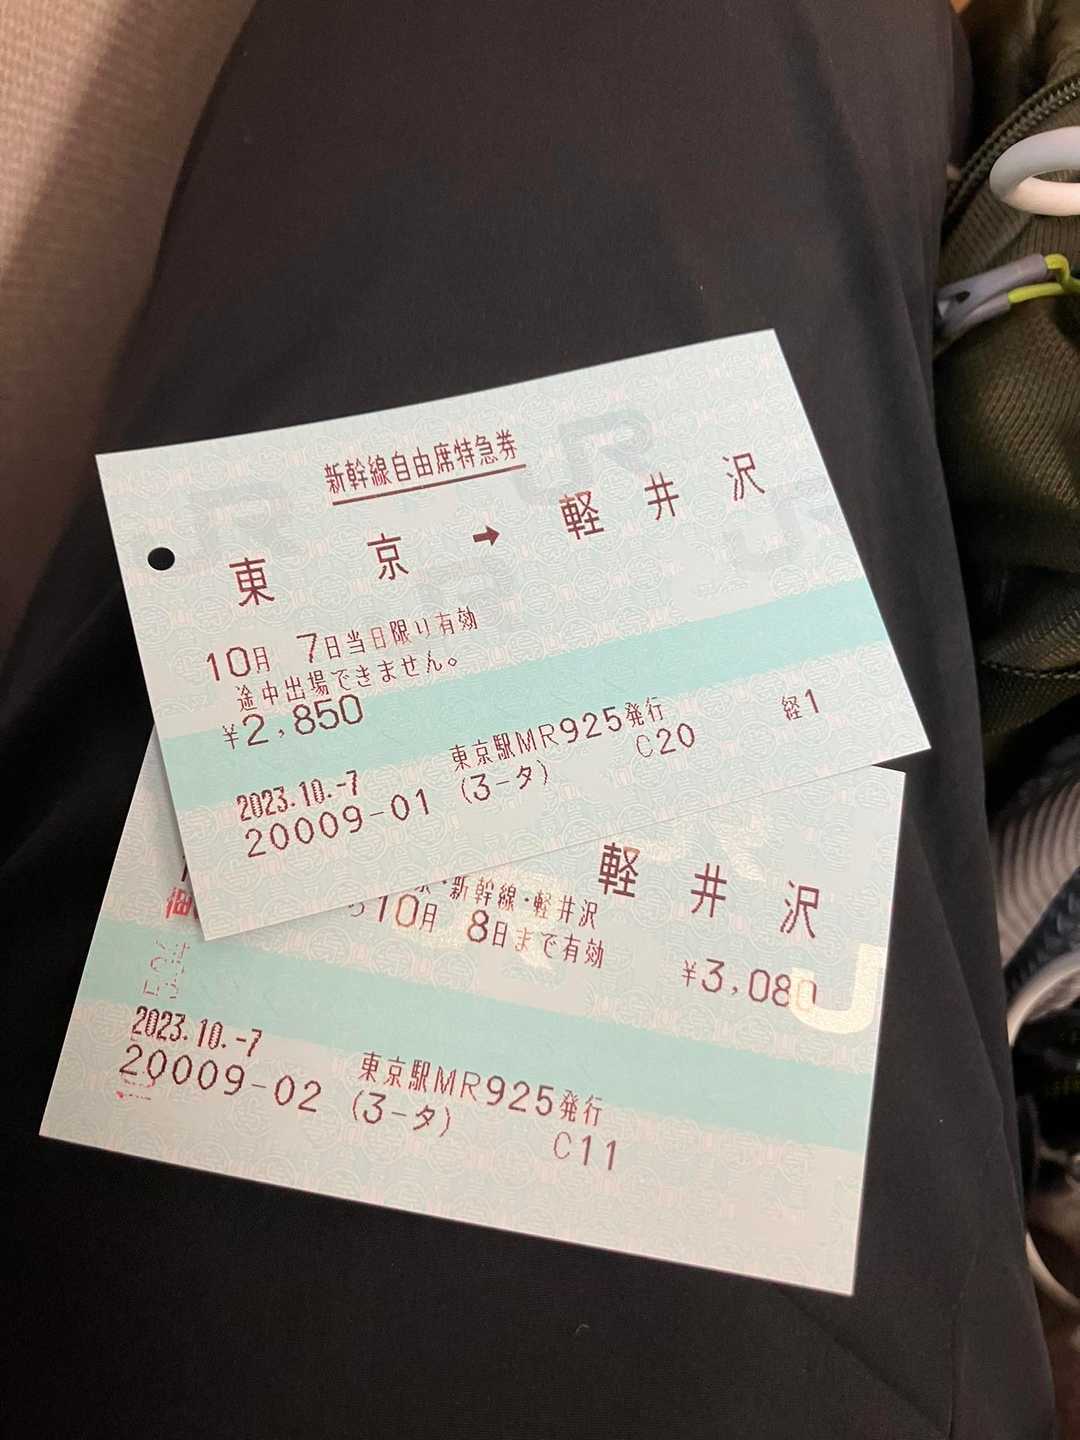 新幹線自由席特急券
東京→軽井沢
10月 7日当日限り有効
途中出場できません。
¥2,850
東京駅MR925発行 経1
2023.10.-7 (3-タ) C20
20009-01
軽井沢
・新幹線・軽井沢
10月 8日まで有効
¥3,080
2023.10.-7
20009-02
東京駅MR925発行
(3-タ) C11
JR